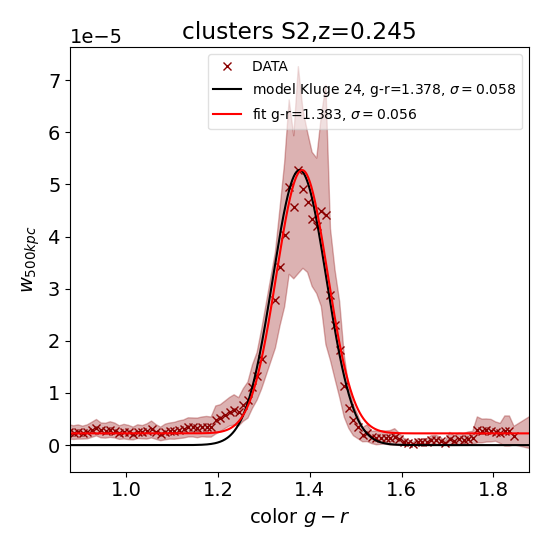 clusters S2,z=0.245
1e−5
DATA
model Kluge 24, g-r=1.378, σ = 0.058
fit g-r=1.383, σ = 0.056
7
6
5
4
3
2
1
0
w500kpc
1.0 1.2 1.4 1.6 1.8
color g − r